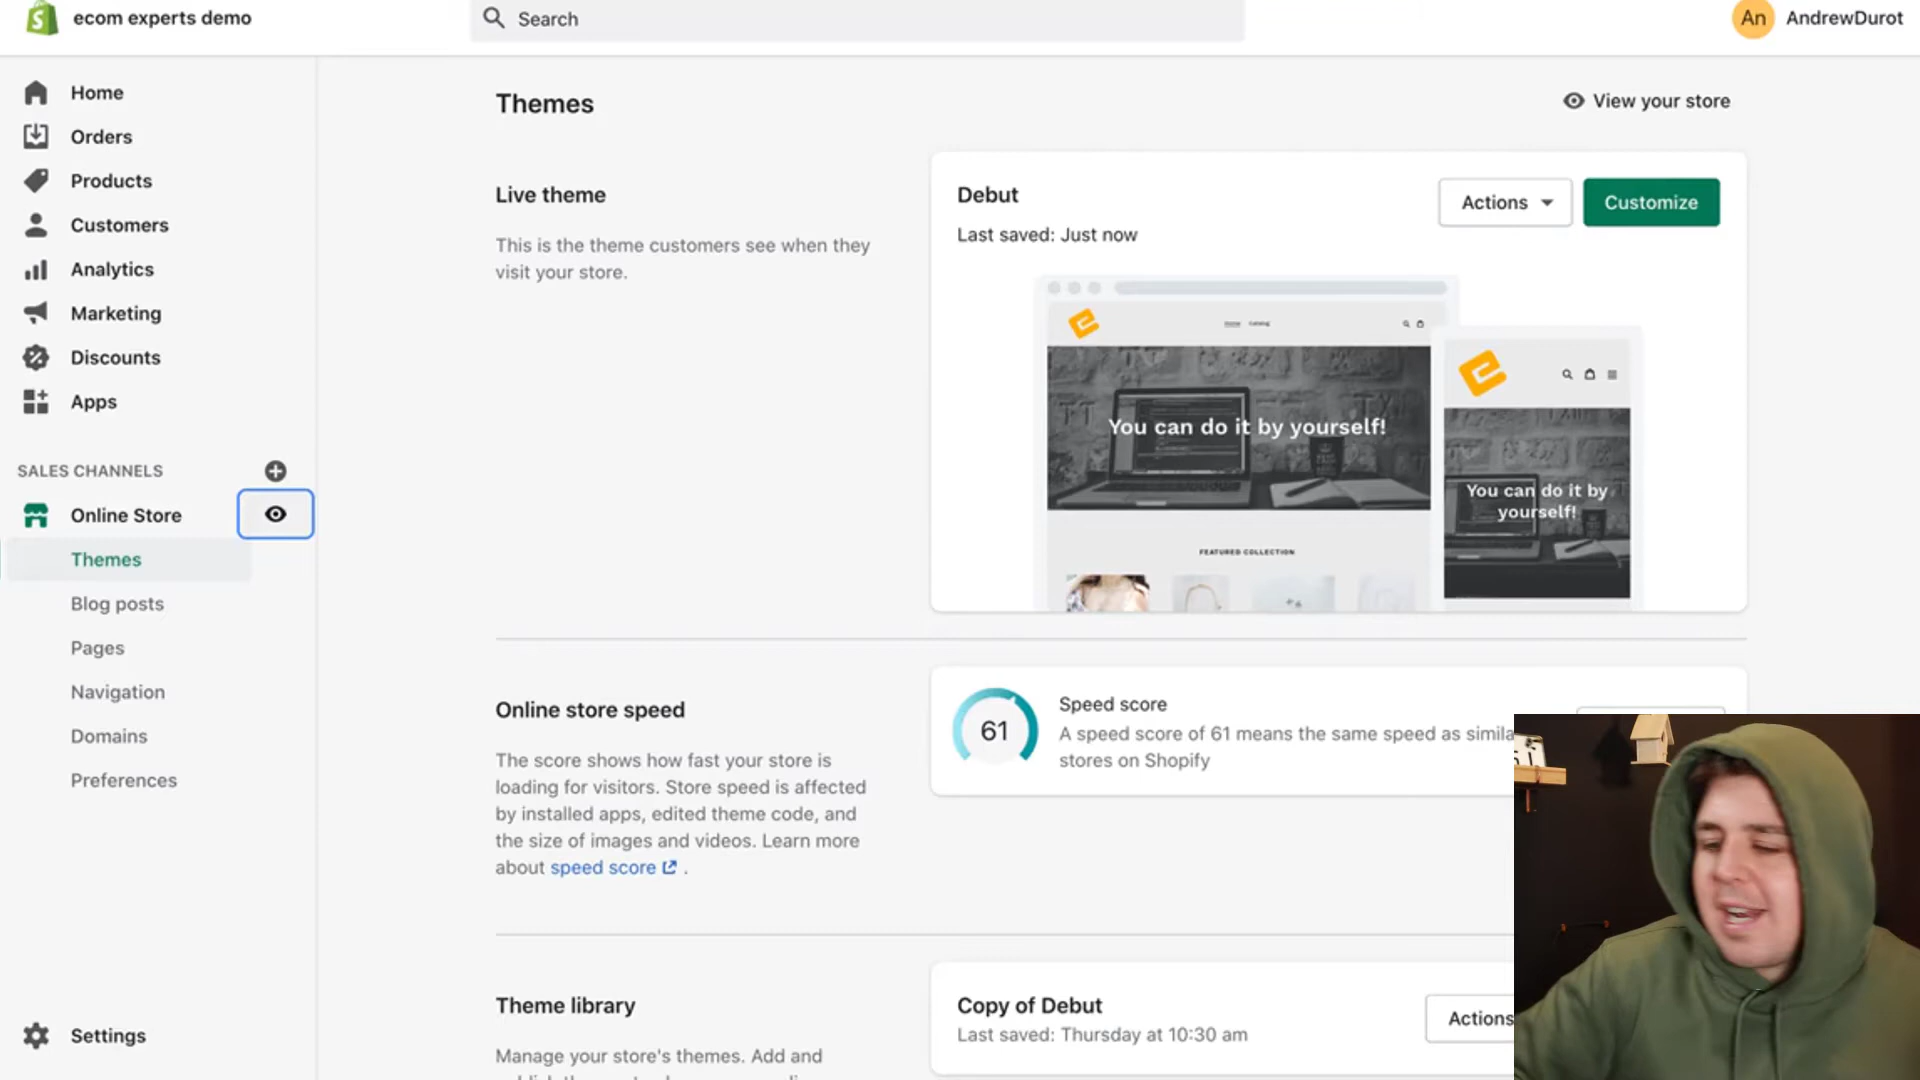 ecom experts demo
Search
An AndrewDurot
Home
Orders
Products
Customers
Analytics
Marketing
Discounts
Apps
SALES CHANNELS
Online Store
Themes
Blog posts
Pages
Navigation
Domains
Preferences
Settings
Themes
View your store
Live theme
This is the theme customers see when they
visit your store.
Debut
Last saved: Just now
Actions
Customize
Home Catalog
You can do it by yourself!
FEATURED COLLECTION
You can do it by
yourself!
Online store speed
The score shows how fast your store is
loading for visitors. Store speed is affected
by installed apps, edited theme code, and
the size of images and videos. Learn more
about speed score .
61
Speed score
A speed score of 61 means the same speed as simila
stores on Shopify
Theme library
Manage your store's themes. Add and
Copy of Debut
Last saved: Thursday at 10:30 am
Actions